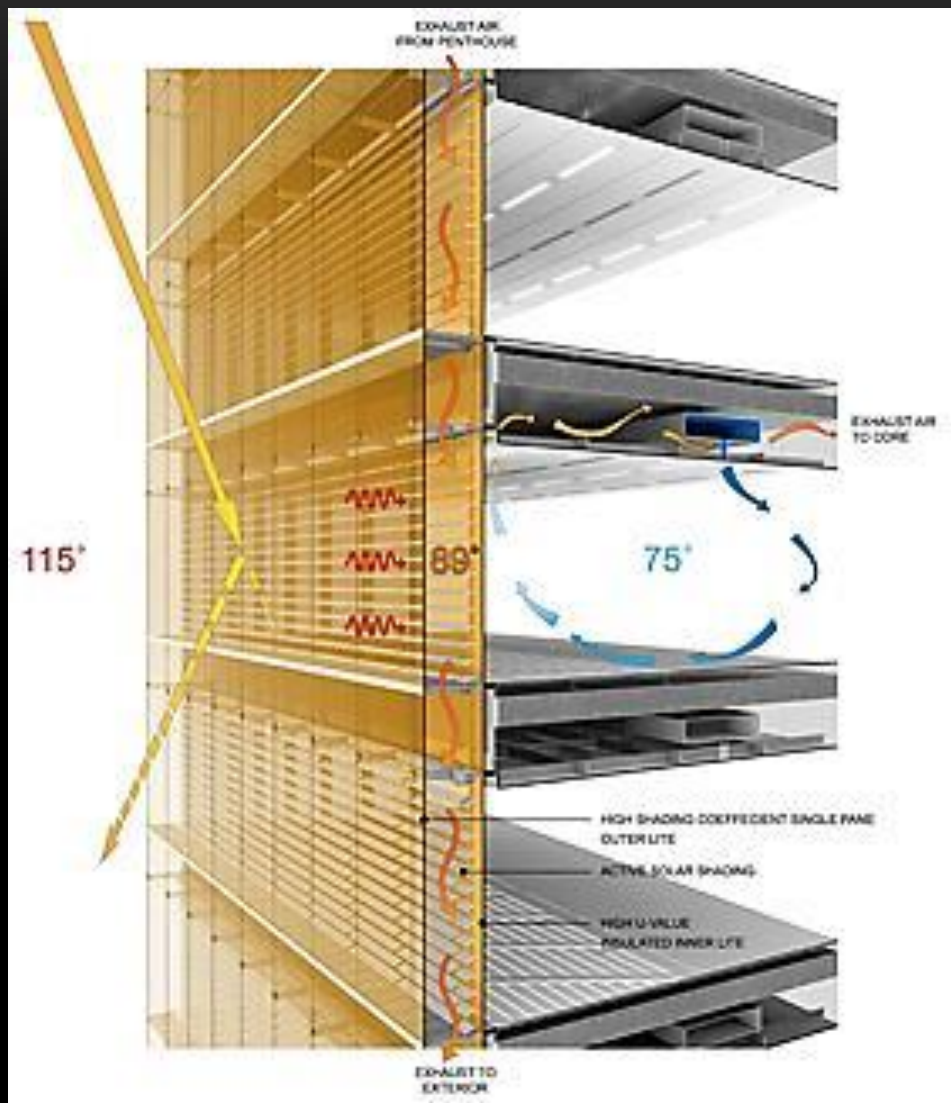 EXHAUST AIR
FROM PENTHOUSE
EXHAUST AIR
TO CORE
115°
89°
75°
HIGH SHADING COEFFECIENT SINGLE PANE
OUTER LITE
ACTIVE SOLAR SHADING
HIGH U-VALUE
INSULATED INNER LITE
EXHAUST TO
EXTERIOR